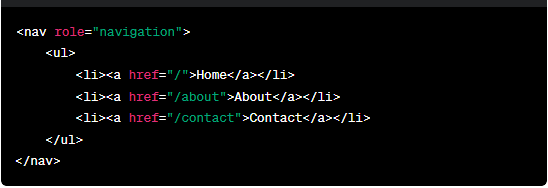 <nav role="navigation">
    <ul>
        <li><a href="/">Home</a></li>
        <li><a href="/about">About</a></li>
        <li><a href="/contact">Contact</a></li>
    </ul>
</nav>